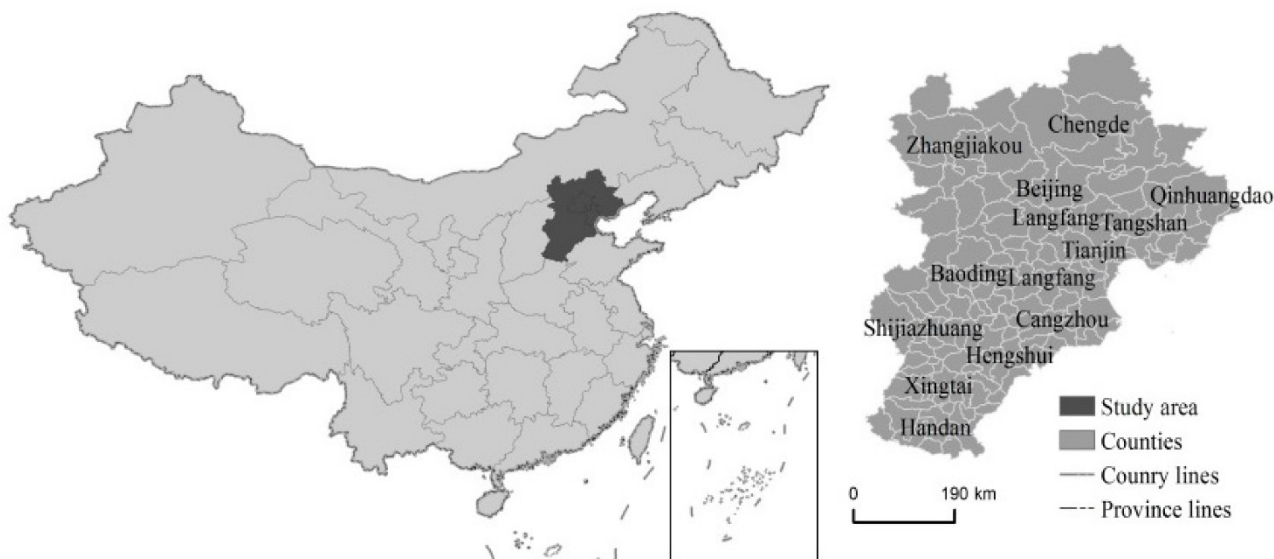 Chengde
Zhangjiakou
Beijing
Qinhuangdao
Langfang
Tangshan
Tianjin
Baoding
Langfang
Cangzhou
Shijiazhuang
Hengshui
Xingtai
Handan
Study area
Counties
Counry lines
Province lines
0 190 km